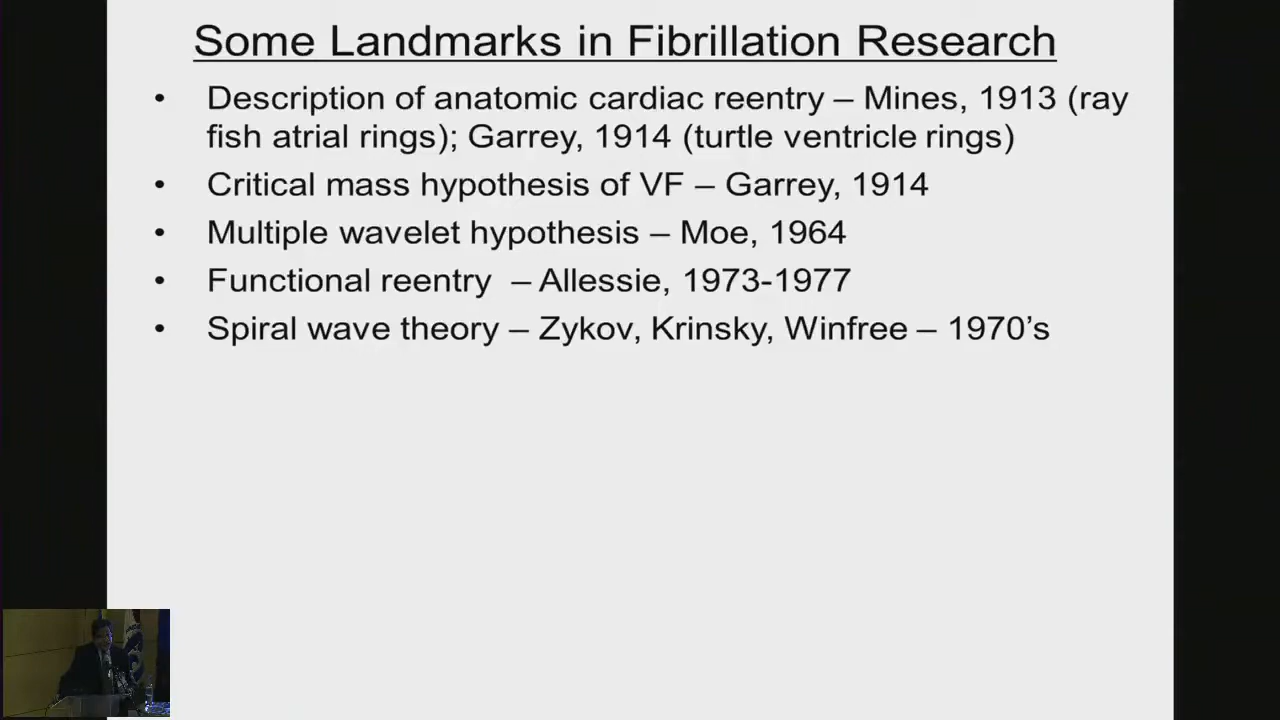 Some Landmarks in Fibrillation Research
• Description of anatomic cardiac reentry – Mines, 1913 (ray
fish atrial rings); Garrey, 1914 (turtle ventricle rings)
• Critical mass hypothesis of VF – Garrey, 1914
• Multiple wavelet hypothesis – Moe, 1964
• Functional reentry – Allessie, 1973-1977
• Spiral wave theory – Zykov, Krinsky, Winfree – 1970’s